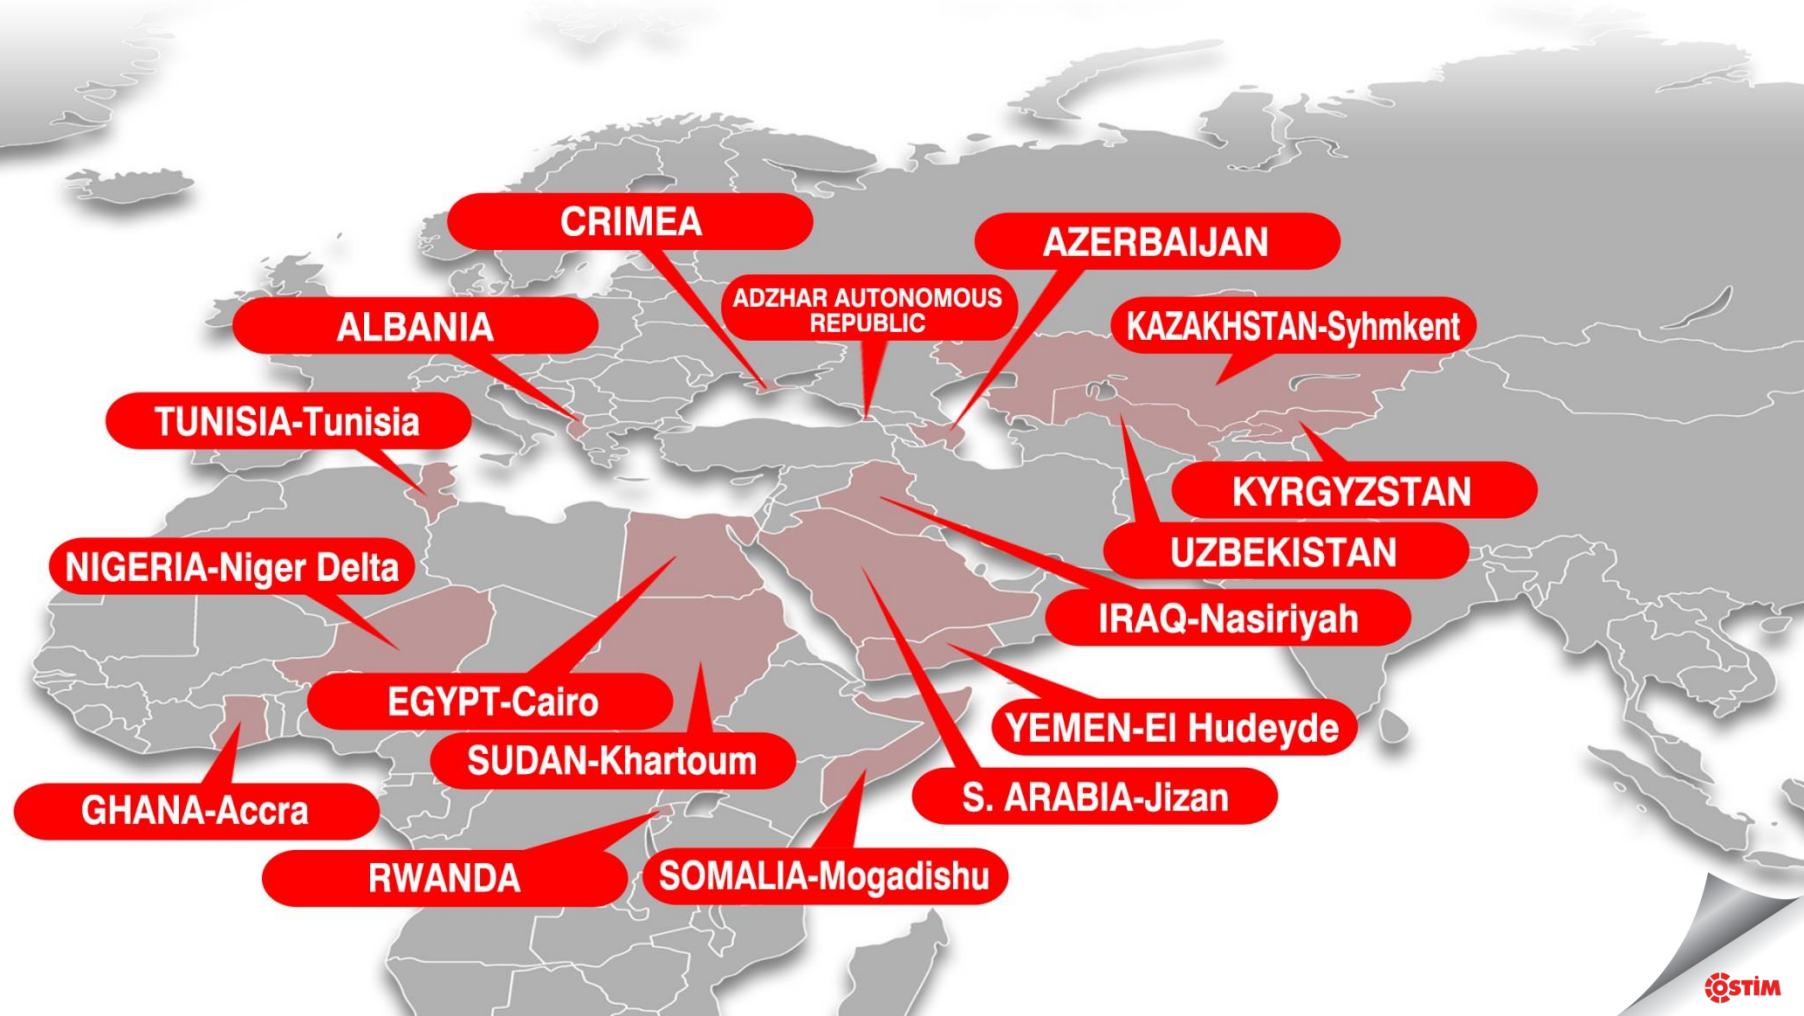 CRIMEA
AZERBAIJAN
ADZHAR AUTONOMOUS
REPUBLIC
ALBANIA
KAZAKHSTAN-Syhmkent
TUNISIA-Tunisia
KYRGYZSTAN
UZBEKISTAN
NIGERIA-Niger Delta
IRAQ-Nasiriyah
EGYPT-Cairo
YEMEN-El Hudeyde
SUDAN-Khartoum
S. ARABIA-Jizan
GHANA-Accra
RWANDA
SOMALIA-Mogadishu
OSTİM